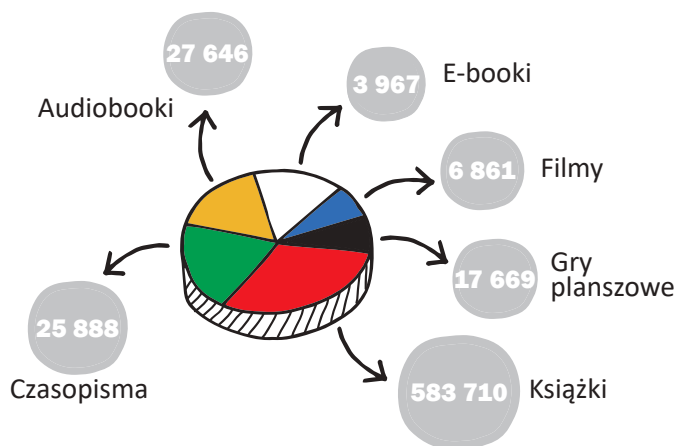 27 646
Audiobooki
3 967
E-booki
6 861
Filmy
17 669
Gry
planszowe
25 888
Czasopisma
583 710
Książki